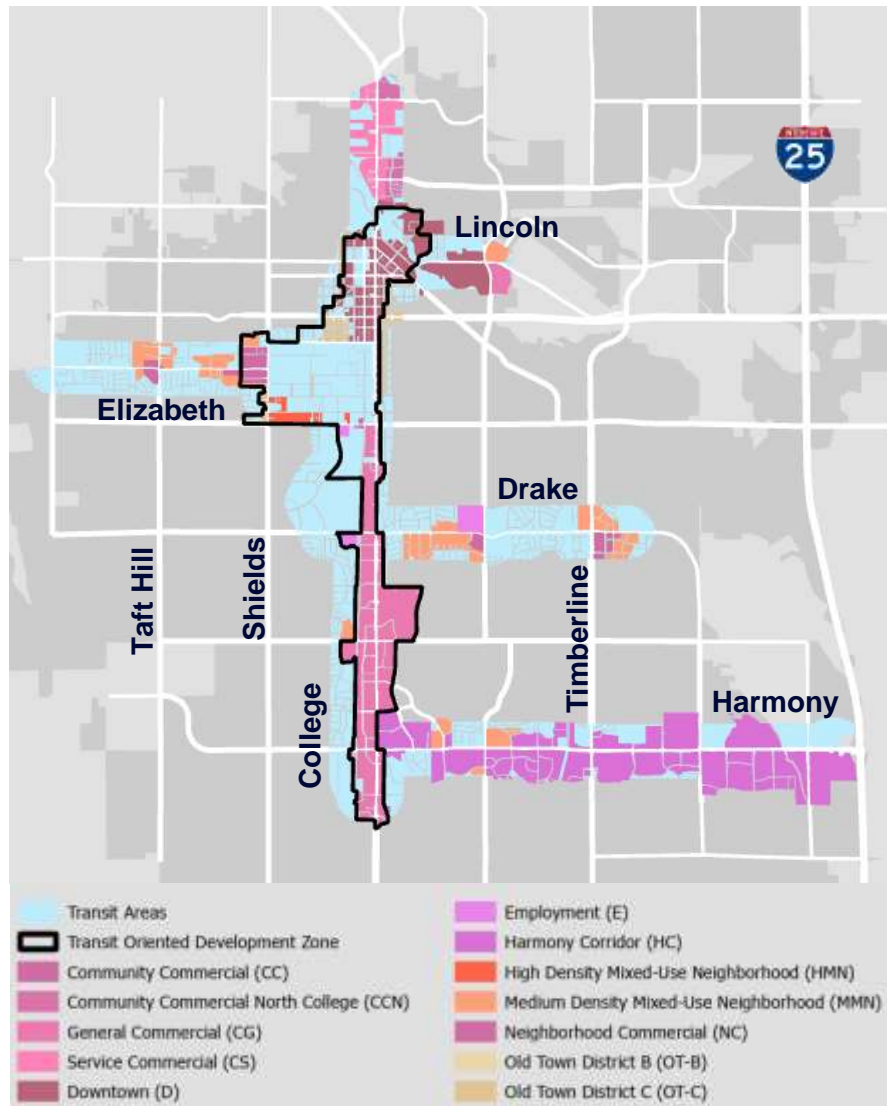 25
Lincoln
Elizabeth
Drake
Taft Hill
Shields
Timberline
College
Harmony
Transit Areas
Transit Oriented Development Zone
Community Commercial (CC)
Community Commercial North College (CCN)
General Commercial (CG)
Service Commercial (CS)
Downtown (D)
Employment (E)
Harmony Corridor (HC)
High Density Mixed-Use Neighborhood (HMN)
Medium Density Mixed-Use Neighborhood (MMN)
Neighborhood Commercial (NC)
Old Town District B (OT-B)
Old Town District C (OT-C)